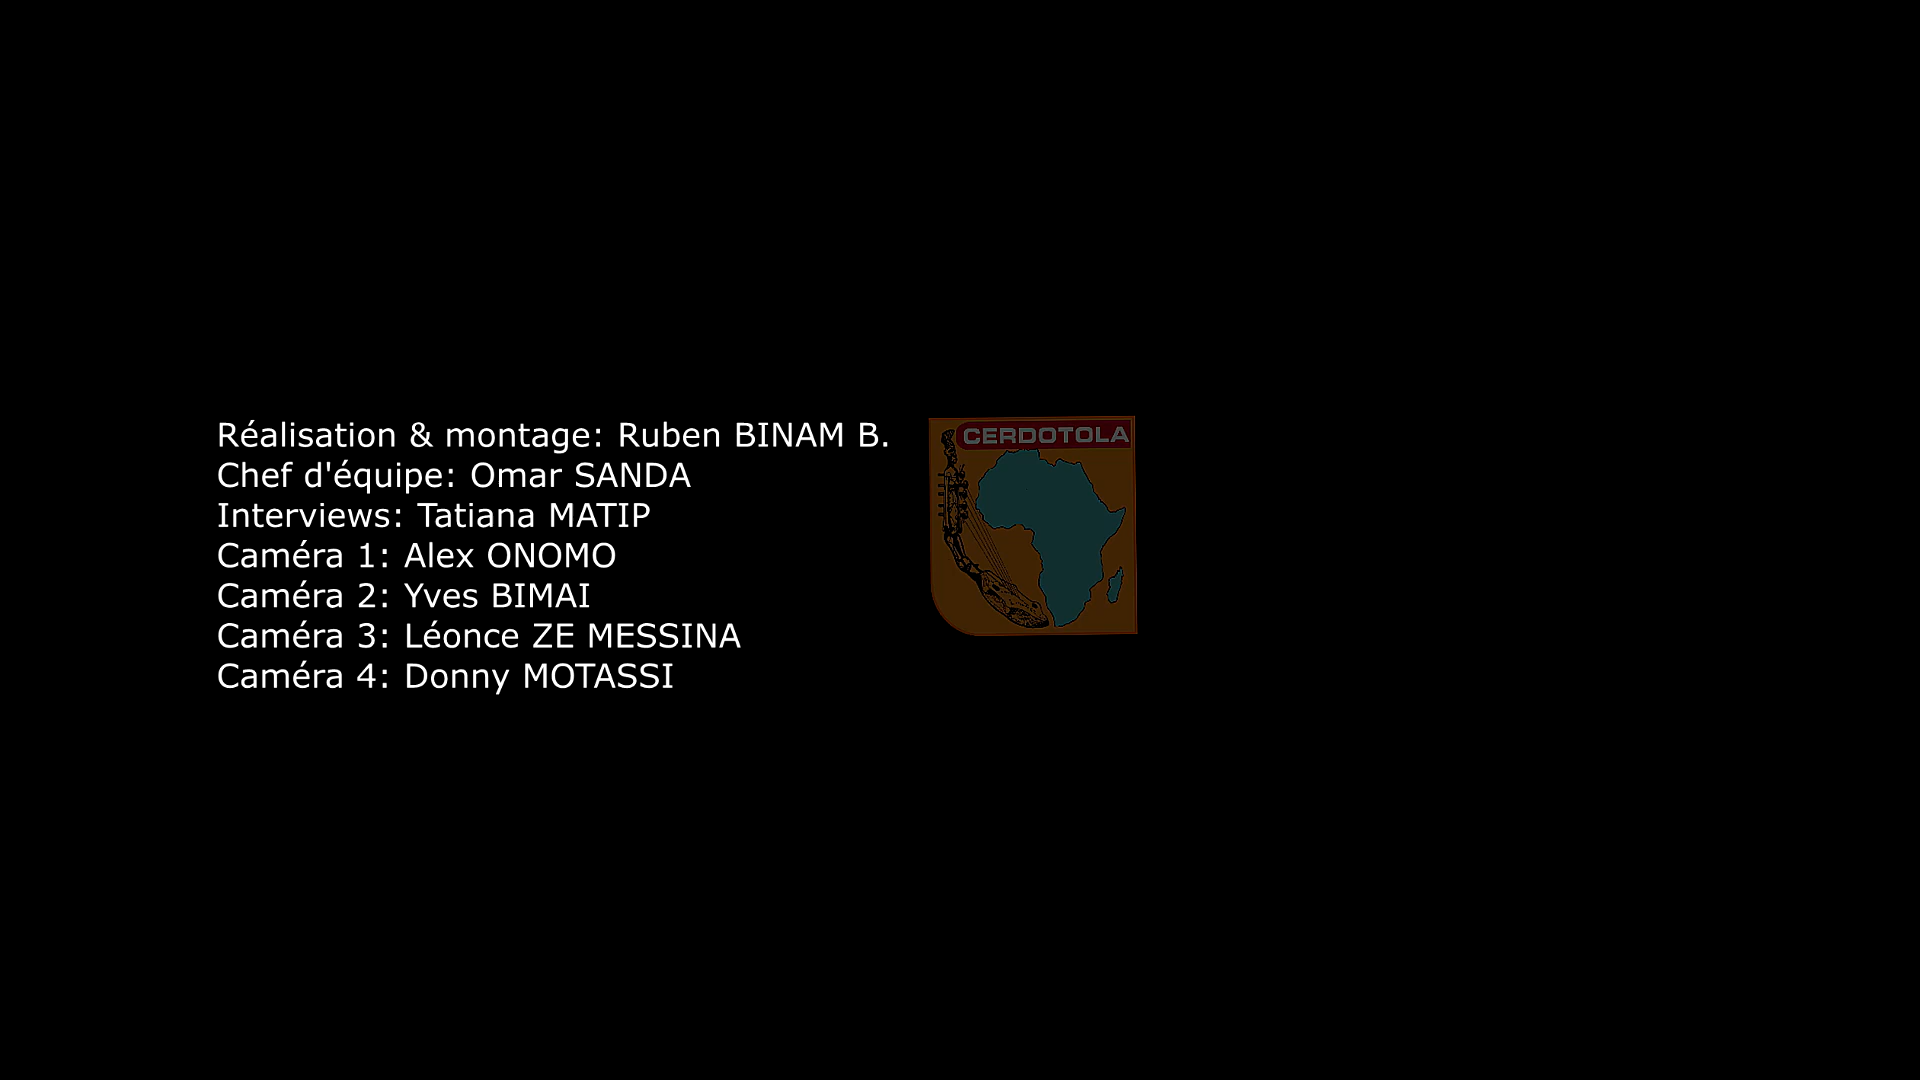 Réalisation & montage: Ruben BINAM B.
Chef d'équipe: Omar SANDA
Interviews: Tatiana MATIP
Caméra 1: Alex ONOMO
Caméra 2: Yves BIMAI
Caméra 3: Léonce ZE MESSINA
Caméra 4: Donny MOTASSI
CERDOTOLA